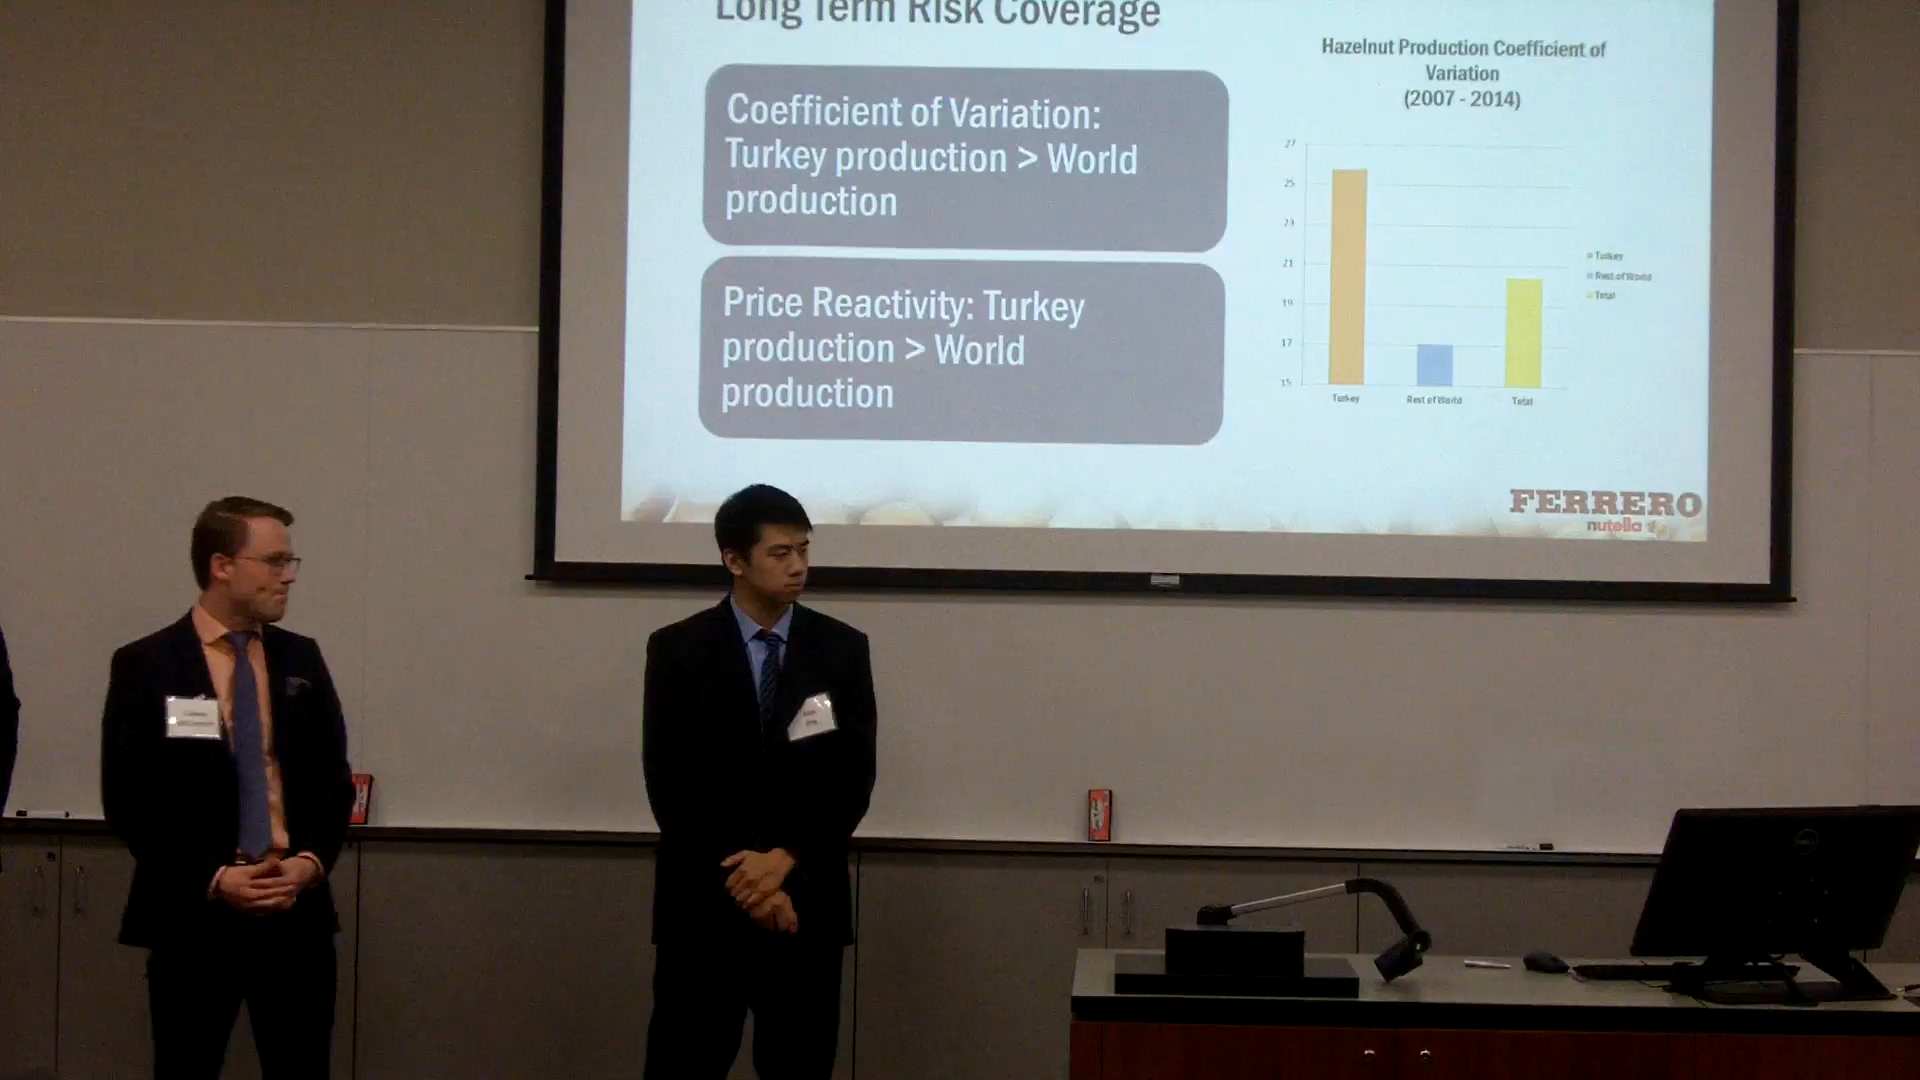 Long Term Risk Coverage
Coefficient of Variation:
Turkey production > World
production
Price Reactivity: Turkey
production > World
production
Hazelnut Production Coefficient of
Variation
(2007 - 2014)
27
25
23
21
19
17
15
Turkey
Rest of World
Total
Turkey
Rest of World
Total
FERRERO
nutella